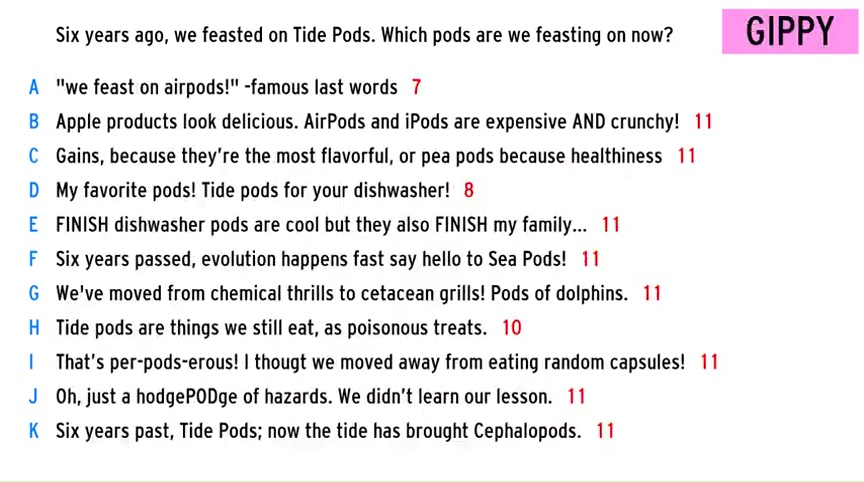 Six years ago, we feasted on Tide Pods. Which pods are we feasting on now?
GIPPY
A "we feast on airpods!" -famous last words 7
B Apple products look delicious. AirPods and iPods are expensive AND crunchy! 11
C Gains, because they're the most flavorful, or pea pods because healthiness 11
D My favorite pods! Tide pods for your dishwasher! 8
E FINISH dishwasher pods are cool but they also FINISH my family... 11
F Six years passed, evolution happens fast say hello to Sea Pods! 11
G We've moved from chemical thrills to cetacean grills! Pods of dolphins. 11
H Tide pods are things we still eat, as poisonous treats. 10
I That's per-pods-erous! I thougt we moved away from eating random capsules! 11
J Oh, just a hodgePODge of hazards. We didn't learn our lesson. 11
K Six years past, Tide Pods; now the tide has brought Cephalopods. 11